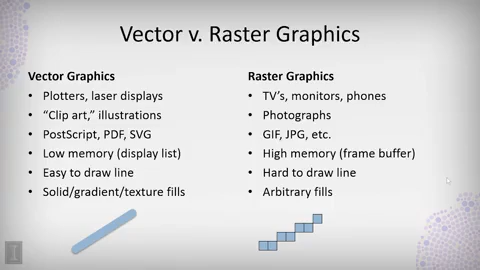 Vector v. Raster Graphics
Vector Graphics
• Plotters, laser displays
• “Clip art,” illustrations
• PostScript, PDF, SVG
• Low memory (display list)
• Easy to draw line
• Solid/gradient/texture fills
Raster Graphics
• TV’s, monitors, phones
• Photographs
• GIF, JPG, etc.
• High memory (frame buffer)
• Hard to draw line
• Arbitrary fills
I